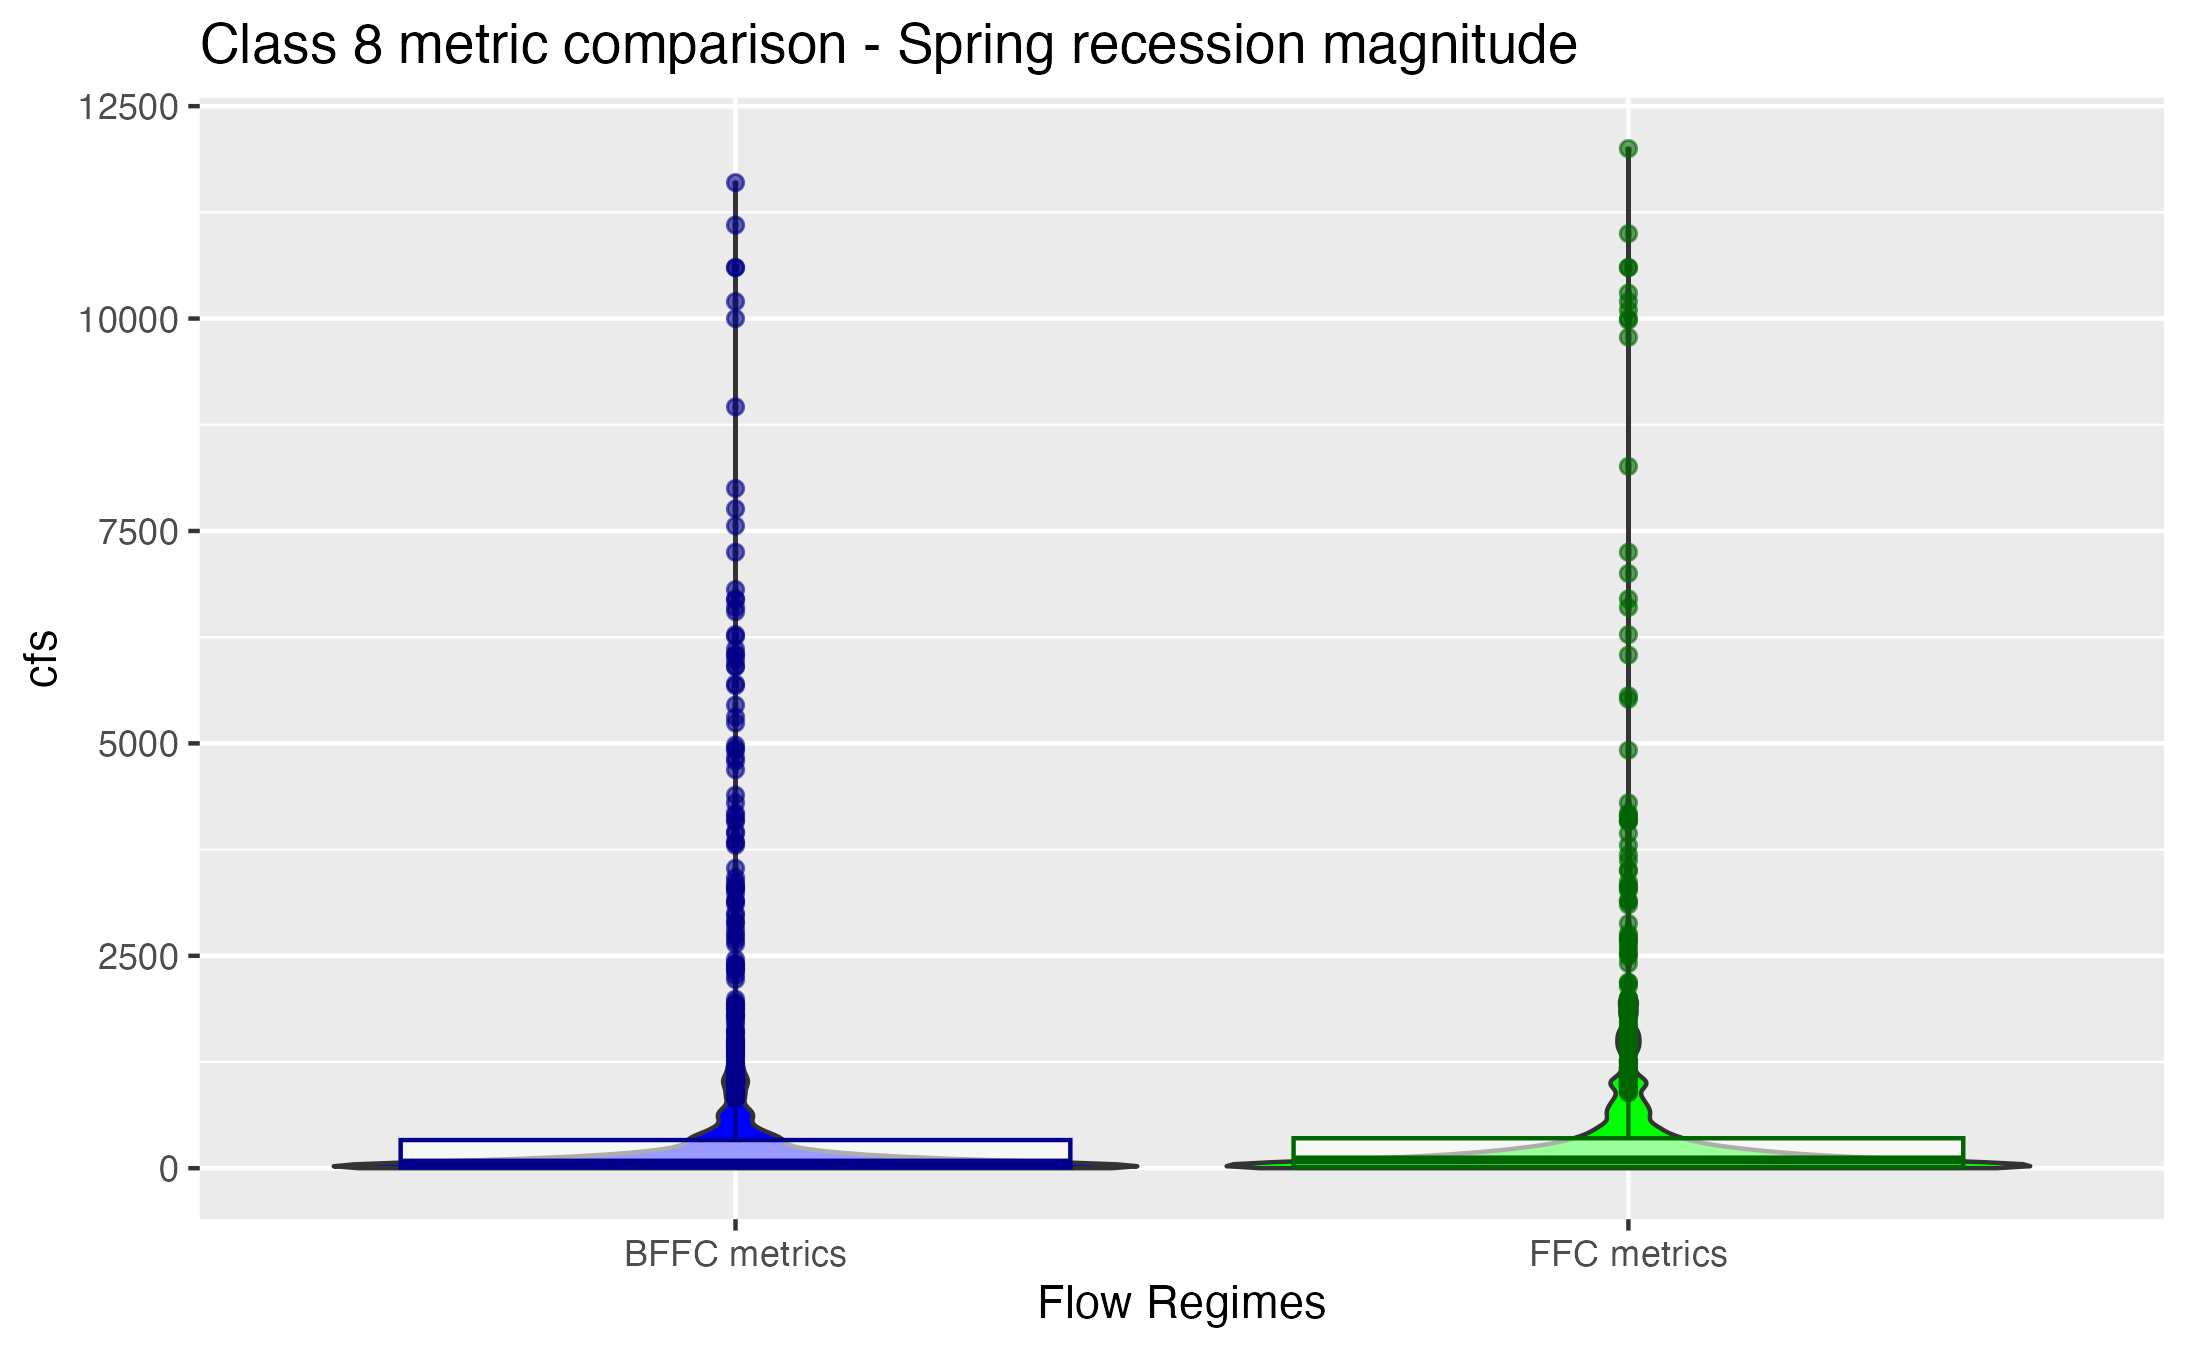 Class 8 metric comparison - Spring recession magnitude
12500
10000
7500
5000
2500
0
cfs
BFFC metrics
FFC metrics
Flow Regimes